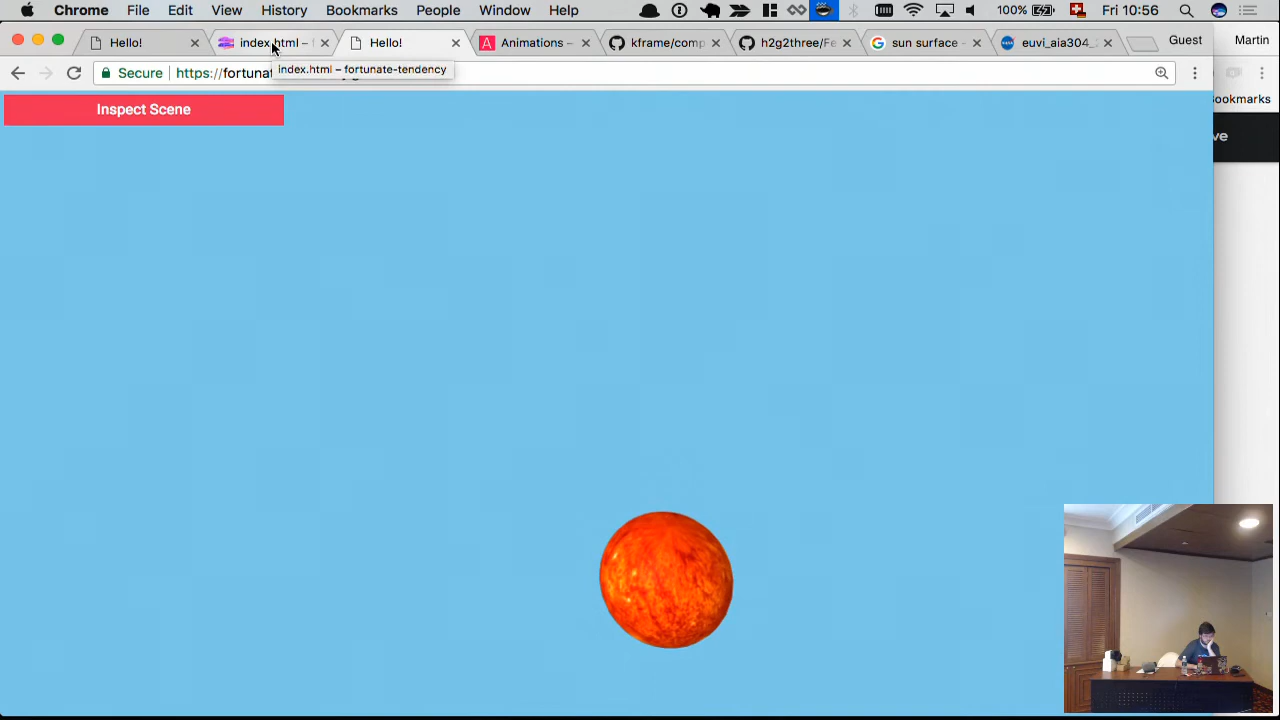 Chrome File Edit View History Bookmarks People Window Help 100% Fri 10:56
Hello! index.html – Hello! Animations – kframe/comp h2g2three/Fe sun surface - euvi_aia304_ Guest Martin
Secure https://fortunat
index.html – fortunate-tendency
ookmarks
Inspect Scene
ve